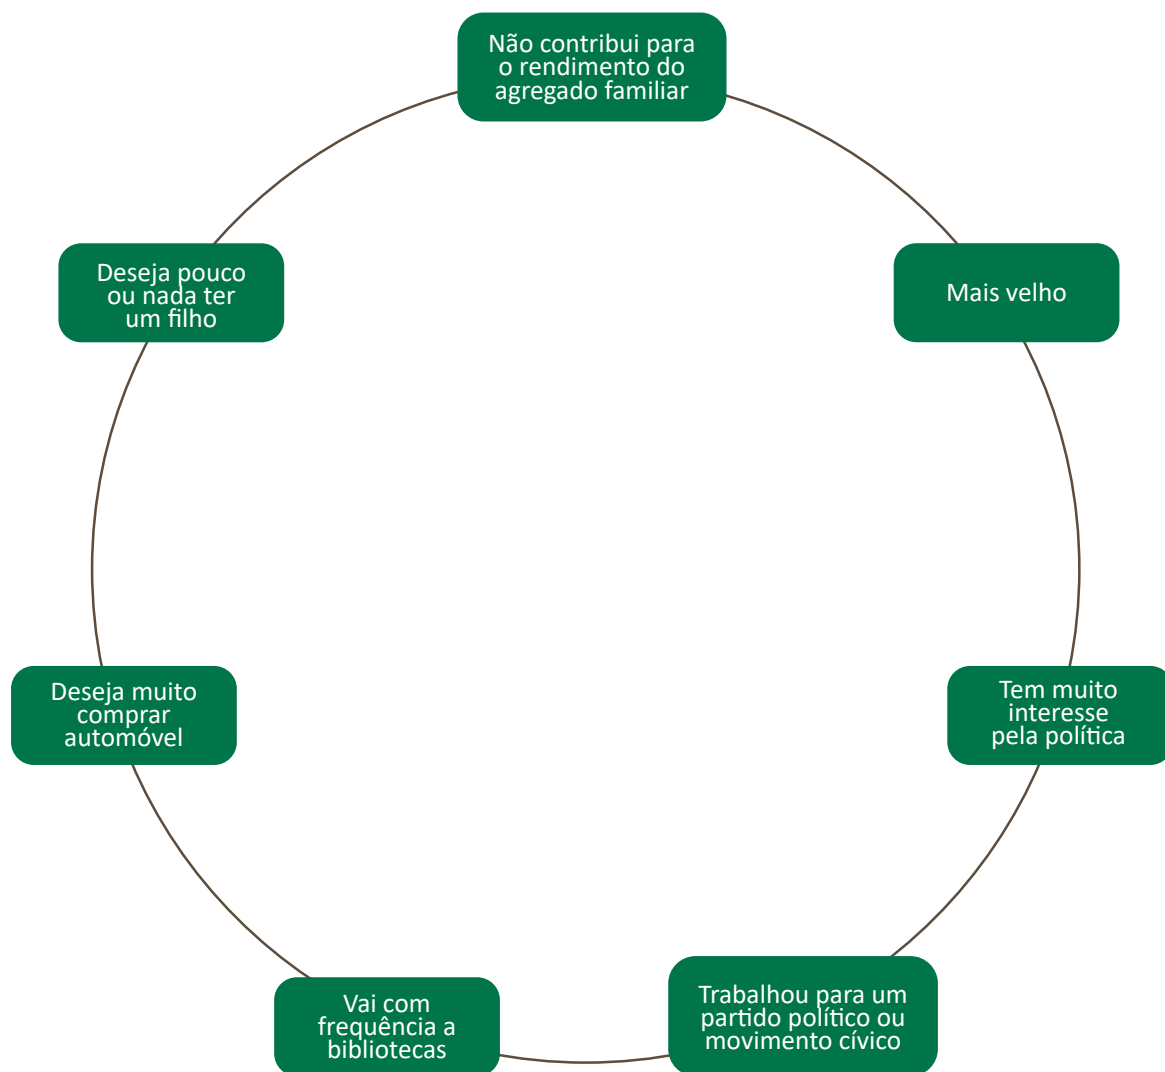 Não contribui para
o rendimento do
agregado familiar
Mais velho
Tem muito
interesse
pela política
Trabalhou para um
partido político ou
movimento cívico
Vai com
frequência a
bibliotecas
Deseja muito
comprar
automóvel
Deseja pouco
ou nada ter
um filho